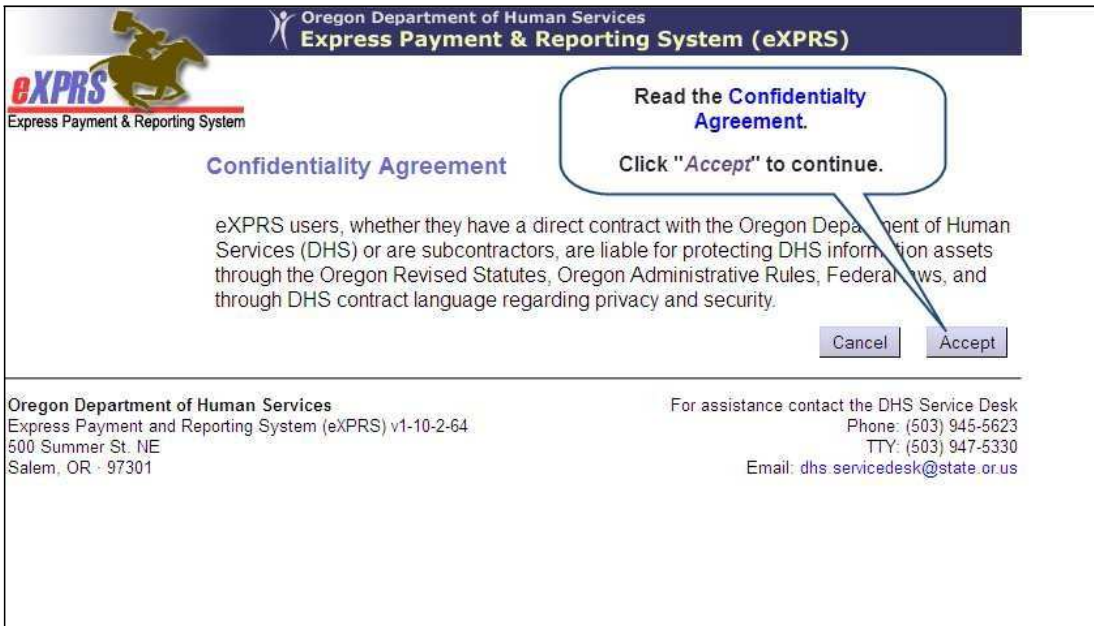 Oregon Department of Human Services
Express Payment & Reporting System (eXPRS)
eXPRS
Express Payment & Reporting System
Read the Confidentialty
Agreement.
Click "Accept" to continue.
Confidentiality Agreement
eXPRS users, whether they have a direct contract with the Oregon Depa ent of Human
Services (DHS) or are subcontractors, are liable for protecting DHS inform on assets
through the Oregon Revised Statutes, Oregon Administrative Rules, Federal ws, and
through DHS contract language regarding privacy and security.
Cancel
Accept
Oregon Department of Human Services
Express Payment and Reporting System (eXPRS) v1-10-2-64
500 Summer St. NE
Salem, OR · 97301
For assistance contact the DHS Service Desk
Phone: (503) 945-5623
TTY: (503) 947-5330
Email: dhs.servicedesk@state.or.us